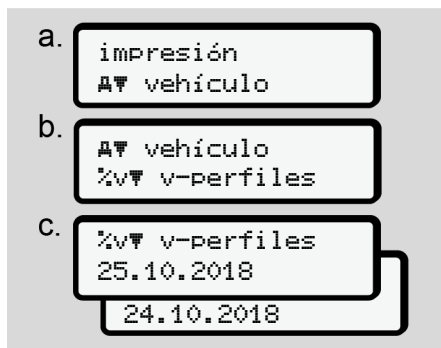 a.
impresión
A▼ vehículo
b.
A▼ vehículo
%v▼ v-perfiles
c.
%v▼ v-perfiles
25.10.2018
24.10.2018